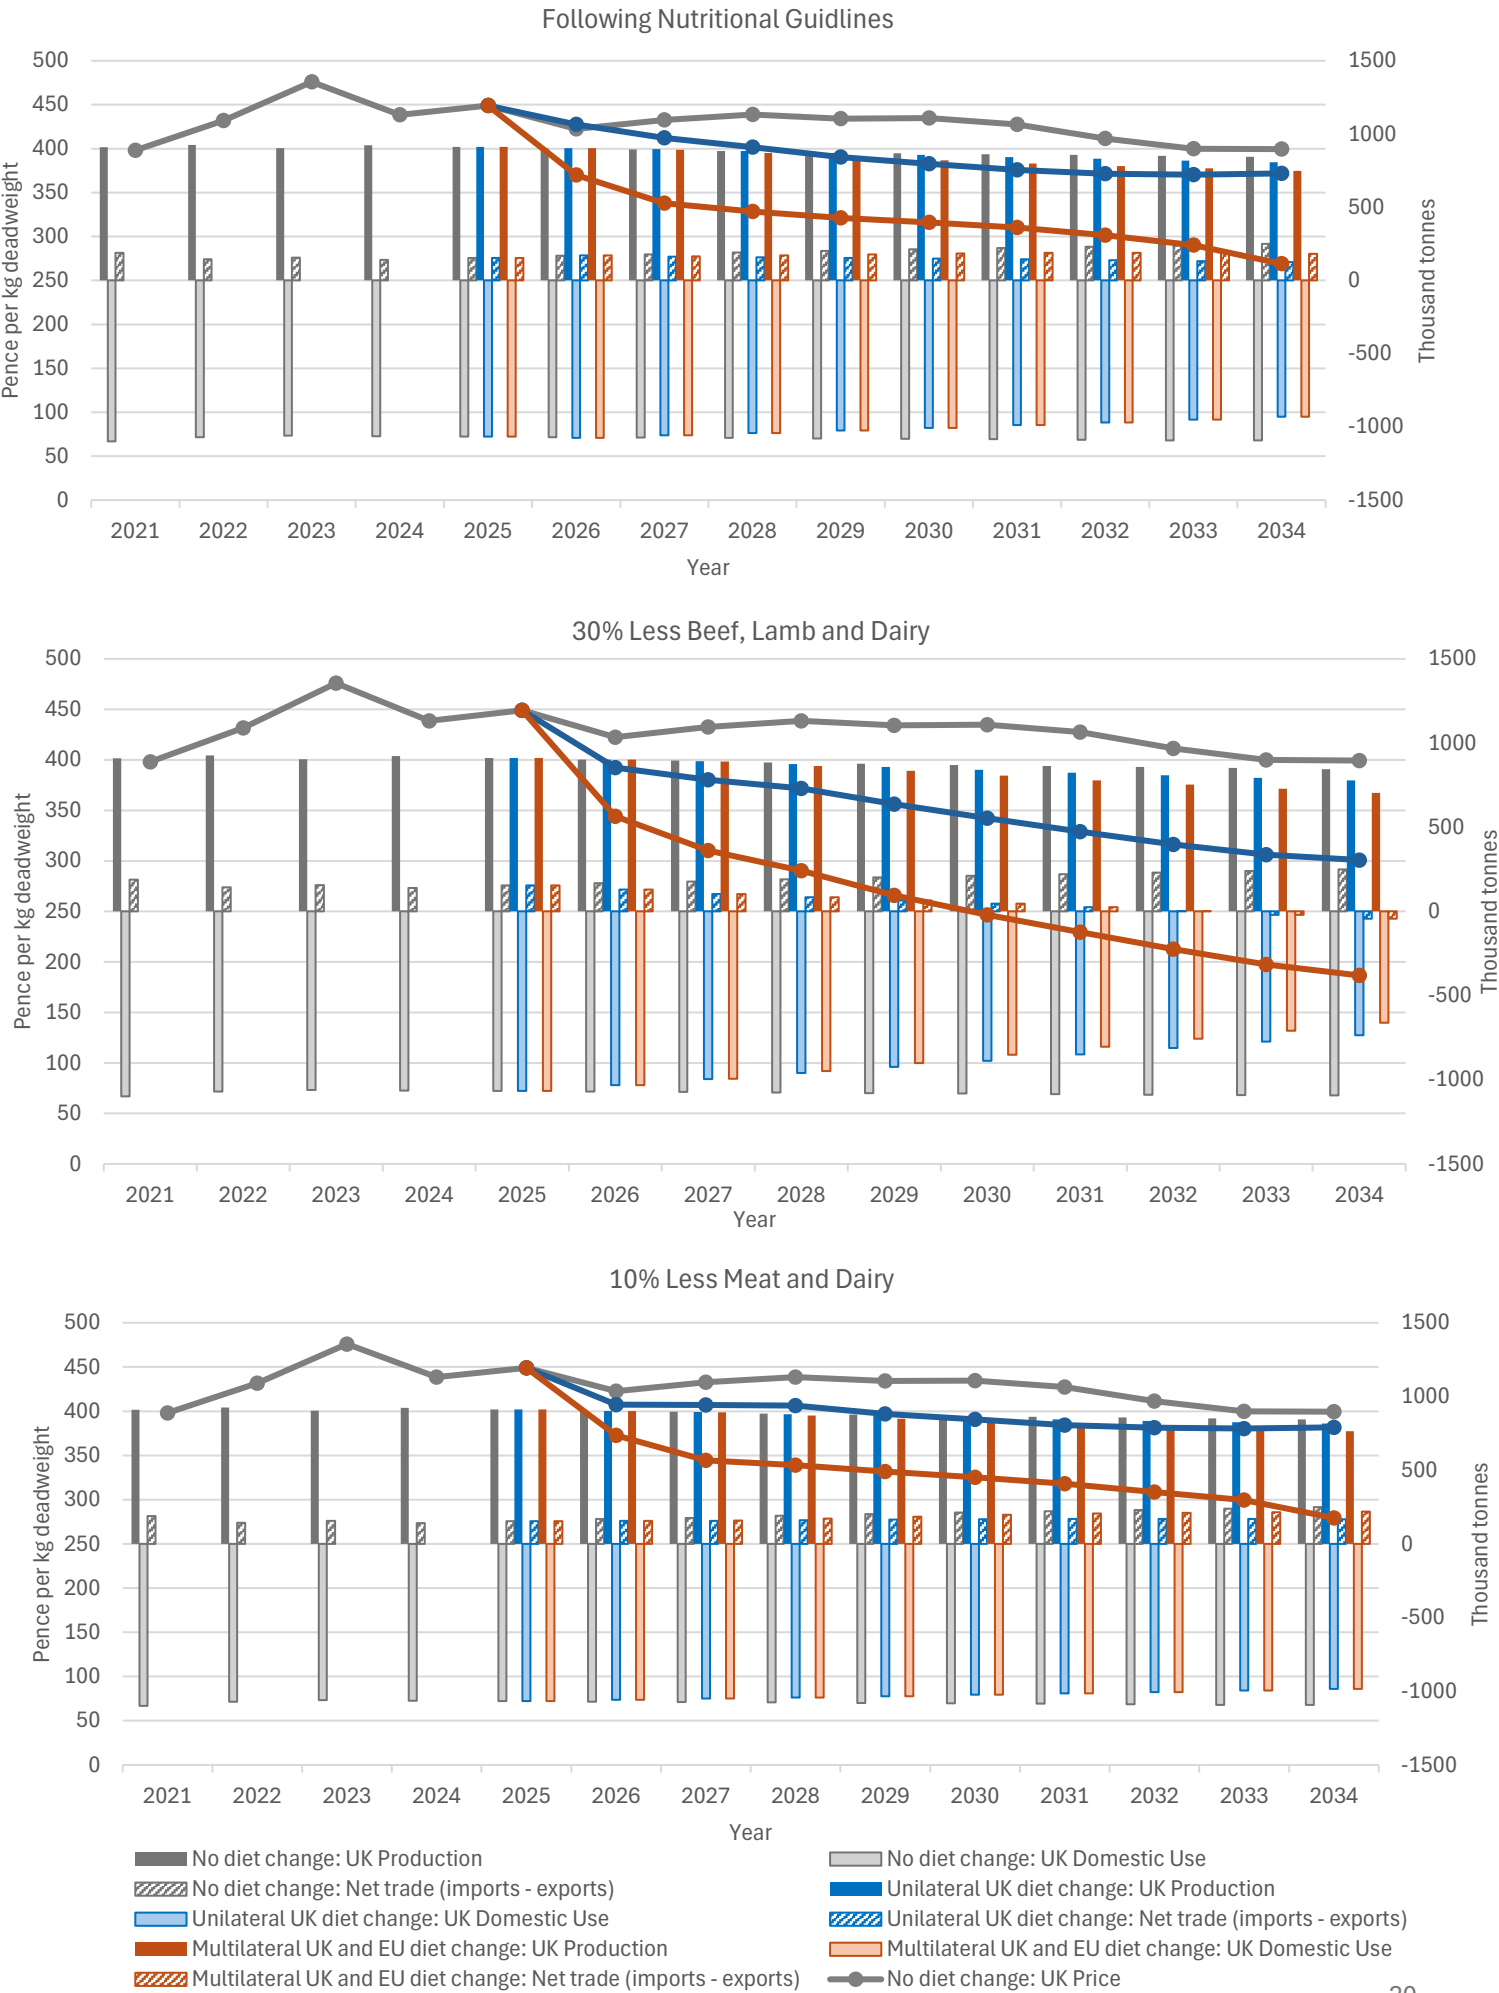 Following Nutritional Guidlines
500
450
400
350
300
250
200
150
100
50
0
Pence per kg deadweight
1500
1000
500
0
-500
-1000
-1500
Thousand tonnes
2021 2022 2023 2024 2025 2026 2027 2028 2029 2030 2031 2032 2033 2034
Year
30% Less Beef, Lamb and Dairy
500
450
400
350
300
250
200
150
100
50
0
Pence per kg deadweight
1500
1000
500
0
-500
-1000
-1500
Thousand tonnes
2021 2022 2023 2024 2025 2026 2027 2028 2029 2030 2031 2032 2033 2034
Year
10% Less Meat and Dairy
500
450
400
350
300
250
200
150
100
50
0
Pence per kg deadweight
1500
1000
500
0
-500
-1000
-1500
Thousand tonnes
2021 2022 2023 2024 2025 2026 2027 2028 2029 2030 2031 2032 2033 2034
Year
No diet change: UK Production
No diet change: UK Domestic Use
No diet change: Net trade (imports - exports)
Unilateral UK diet change: UK Production
Unilateral UK diet change: UK Domestic Use
Unilateral UK diet change: Net trade (imports - exports)
Multilateral UK and EU diet change: UK Production
Multilateral UK and EU diet change: UK Domestic Use
Multilateral UK and EU diet change: Net trade (imports - exports)
No diet change: UK Price